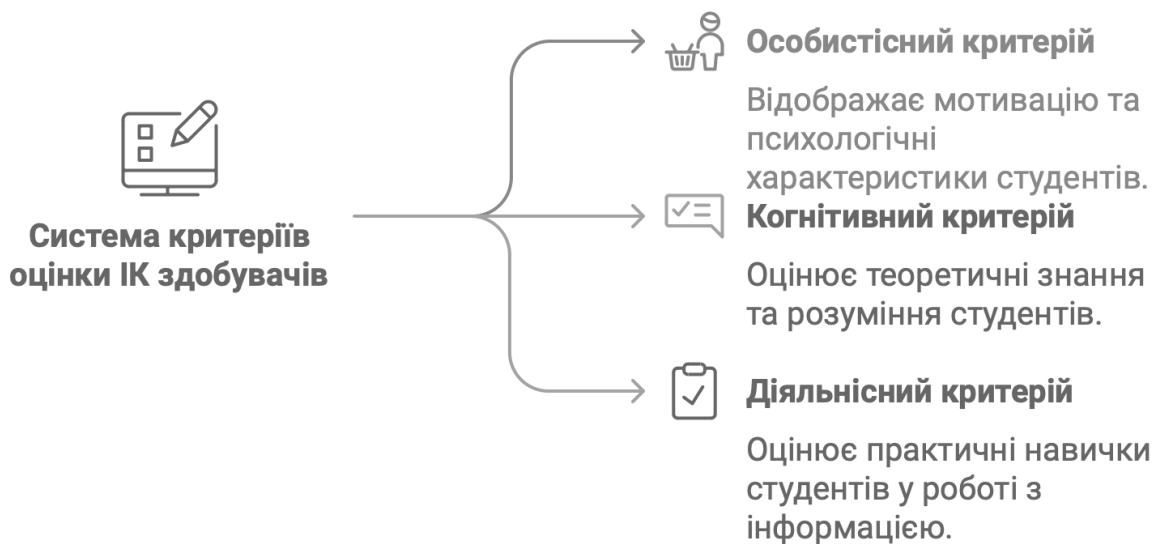 Система критеріїв
оцінки ІК здобувачів
Особистісний критерій
Відображає мотивацію та
психологічні
характеристики студентів.
Когнітивний критерій
Оцінює теоретичні знання
та розуміння студентів.
Діяльнісний критерій
Оцінює практичні навички
студентів у роботі з
інформацією.